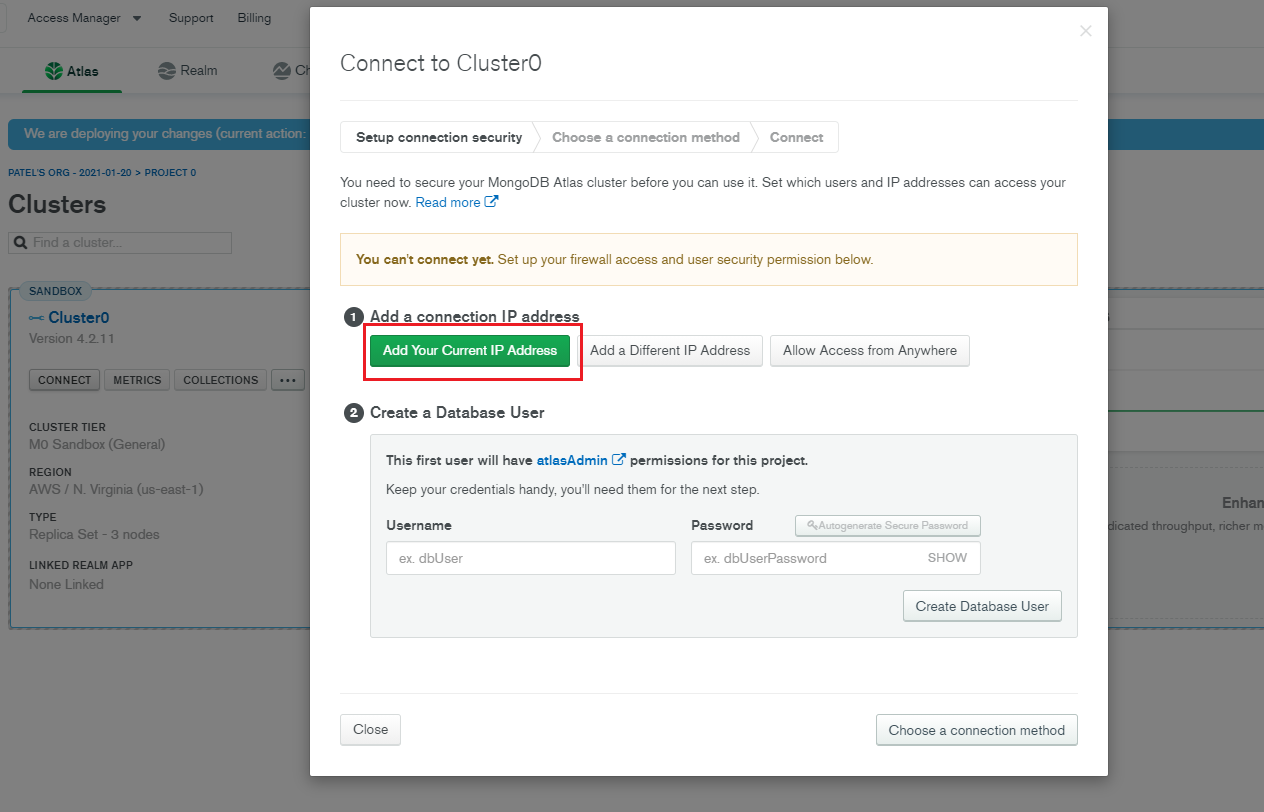 Access Manager Support Billing
Atlas Realm Ch
We are deploying your changes (current action:
PATEL'S ORG - 2021-01-20 > PROJECT 0
Clusters
Find a cluster...
SANDBOX
Cluster0
Version 4.2.11
CONNECT METRICS COLLECTIONS ...
CLUSTER TIER
M0 Sandbox (General)
REGION
AWS / N. Virginia (us-east-1)
TYPE
Replica Set - 3 nodes
LINKED REALM APP
None Linked
Connect to Cluster0
Setup connection security Choose a connection method Connect
You need to secure your MongoDB Atlas cluster before you can use it. Set which users and IP addresses can access your
cluster now. Read more
You can't connect yet. Set up your firewall access and user security permission below.
1 Add a connection IP address
Add Your Current IP Address Add a Different IP Address Allow Access from Anywhere
2 Create a Database User
This first user will have atlasAdmin permissions for this project.
Keep your credentials handy, you'll need them for the next step.
Username Password Autogenerate Secure Password
ex. dbUser ex. dbUserPassword SHOW
Create Database User
Close Choose a connection method
Enhan
dicated throughput, richer m